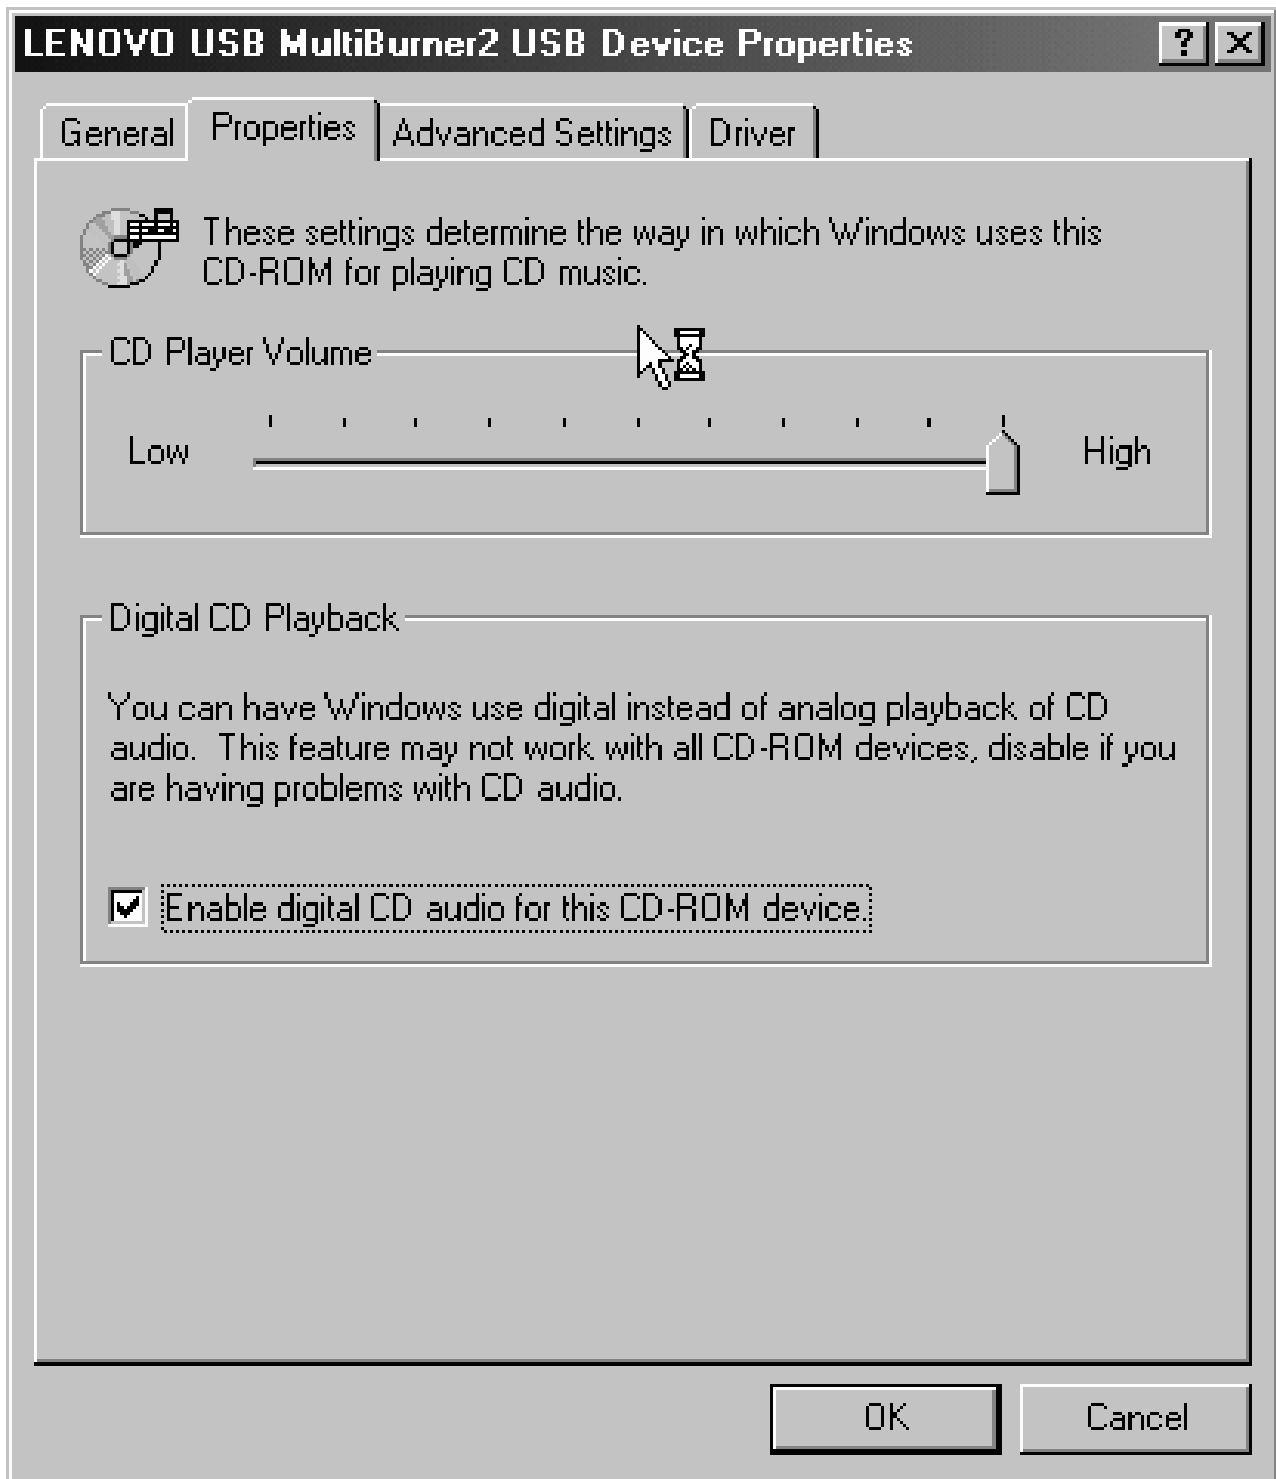 LENOVO USB MultiBurner2 USB Device Properties
General Properties Advanced Settings Driver
These settings determine the way in which Windows uses this
CD-ROM for playing CD music.
CD Player Volume
Low High
Digital CD Playback
You can have Windows use digital instead of analog playback of CD
audio.  This feature may not work with all CD-ROM devices, disable if you
are having problems with CD audio.
Enable digital CD audio for this CD-ROM device.
OK Cancel